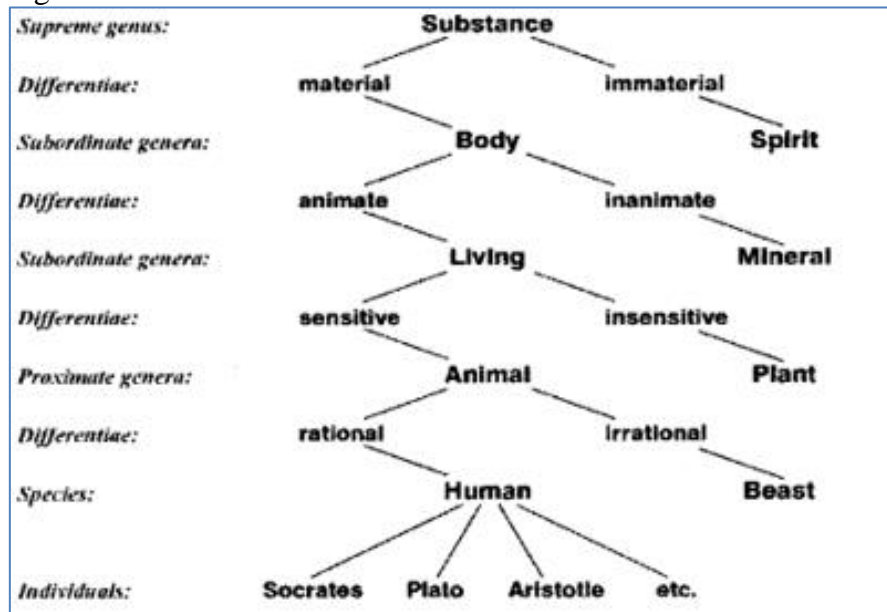 Supreme genus: Substance
Differentiae: material immaterial
Subordinate genera: Body Spirit
Differentiae: animate inanimate
Subordinate genera: Living Mineral
Differentiae: sensitive insensitive
Proximate genera: Animal Plant
Differentiae: rational irrational
Species: Human Beast
Individuals: Socrates Plato Aristotle etc.